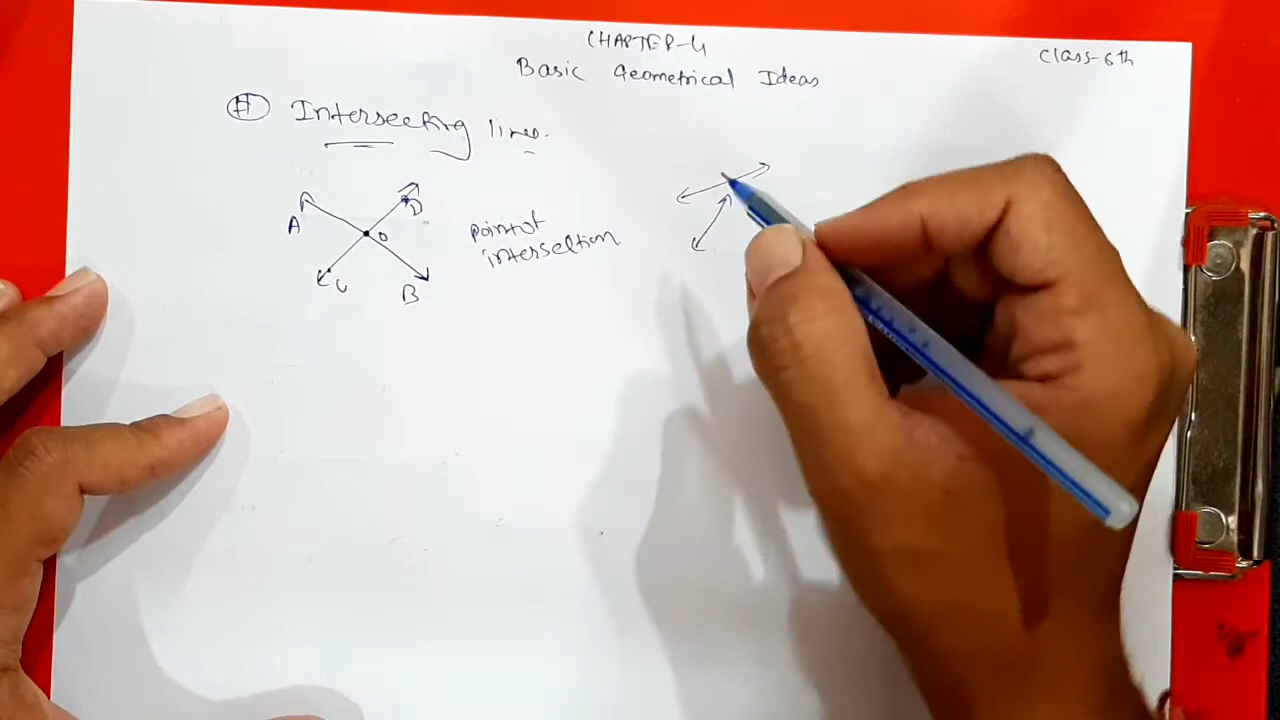 CHAPTER-4
Basic Geometrical Ideas
Class-6th
# Intersecting lines.
A
D
O
C
B
point of
intersection